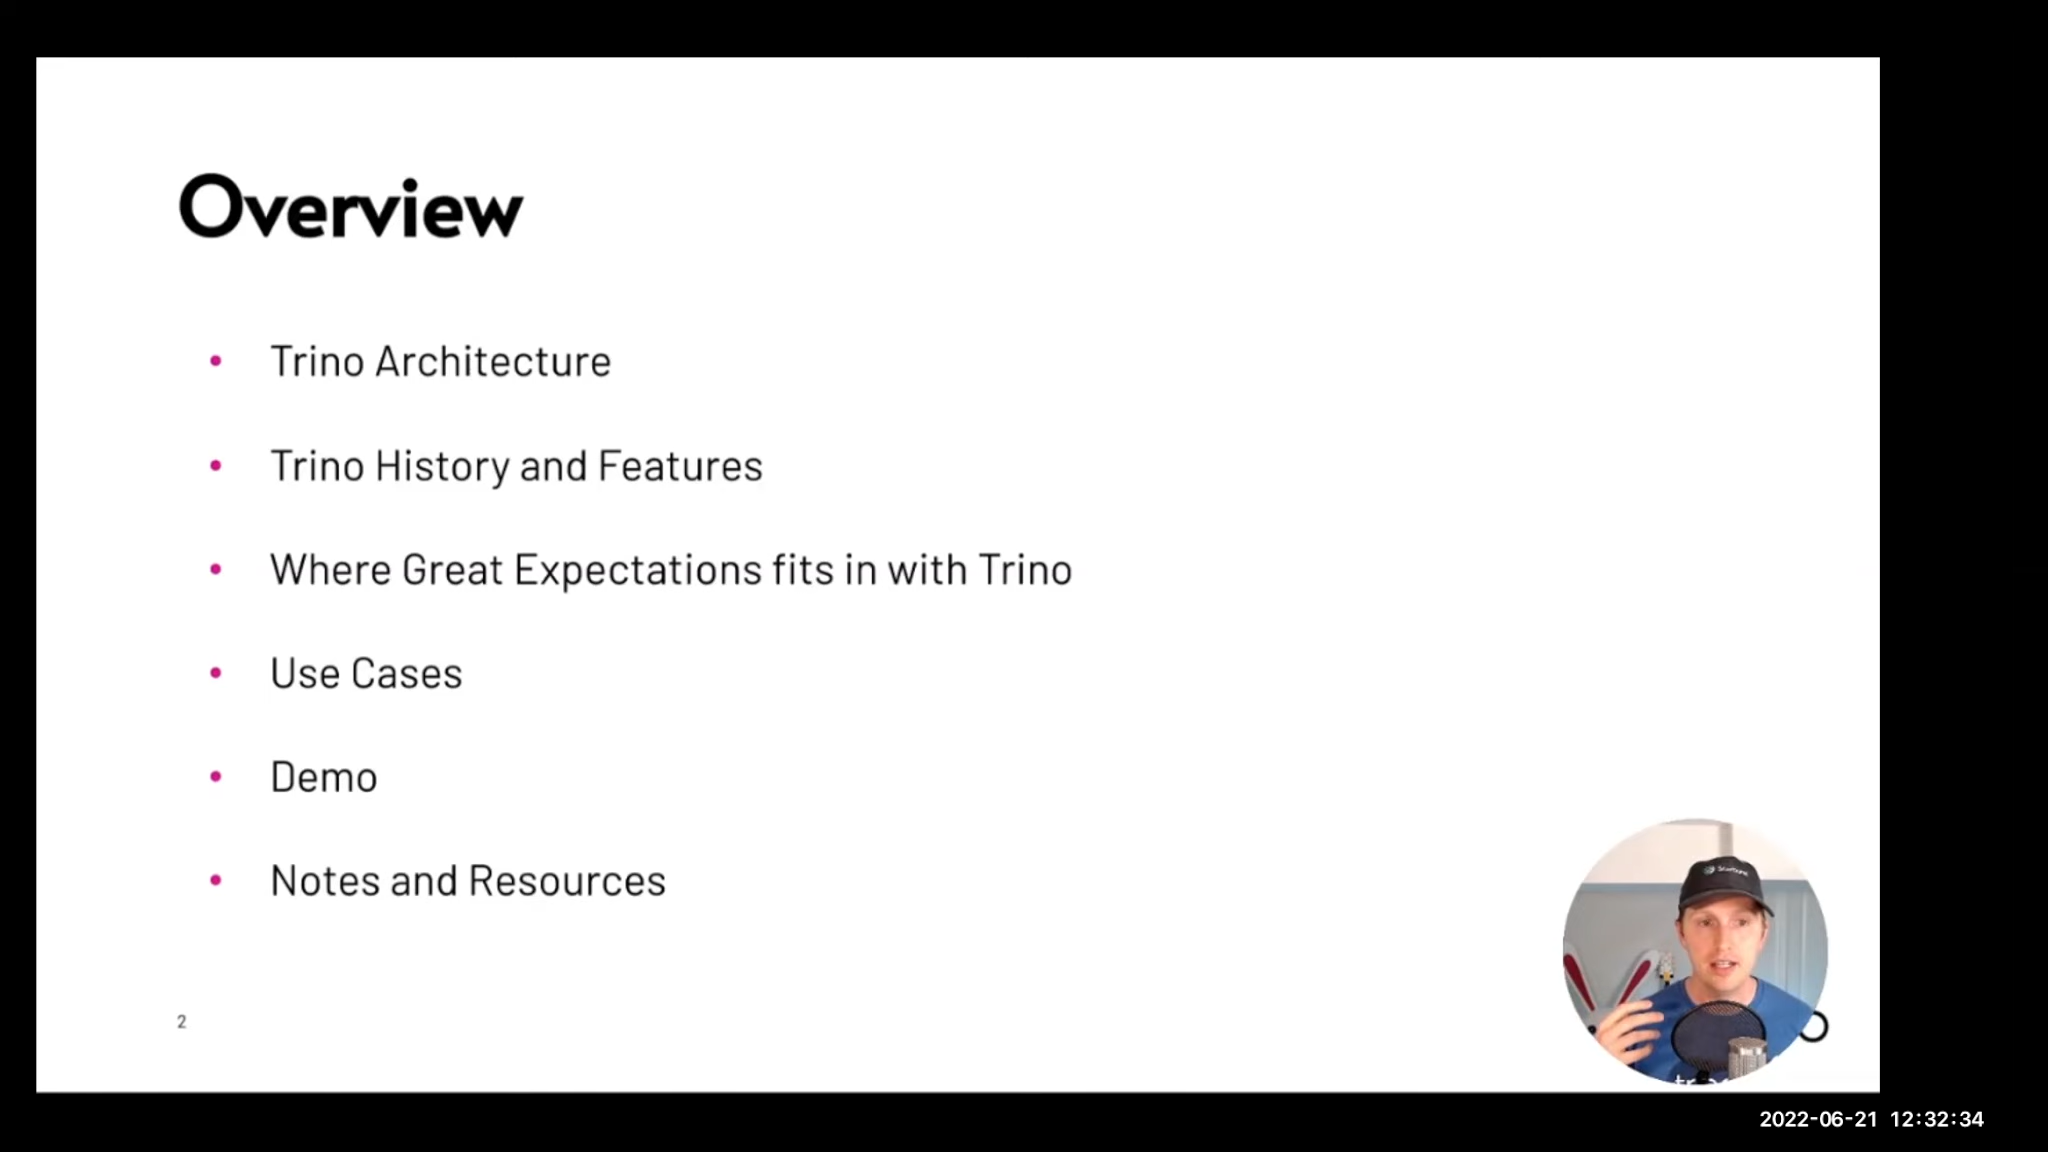 Overview
• Trino Architecture
• Trino History and Features
• Where Great Expectations fits in with Trino
• Use Cases
• Demo
• Notes and Resources
2
2022-06-21 12:32:34